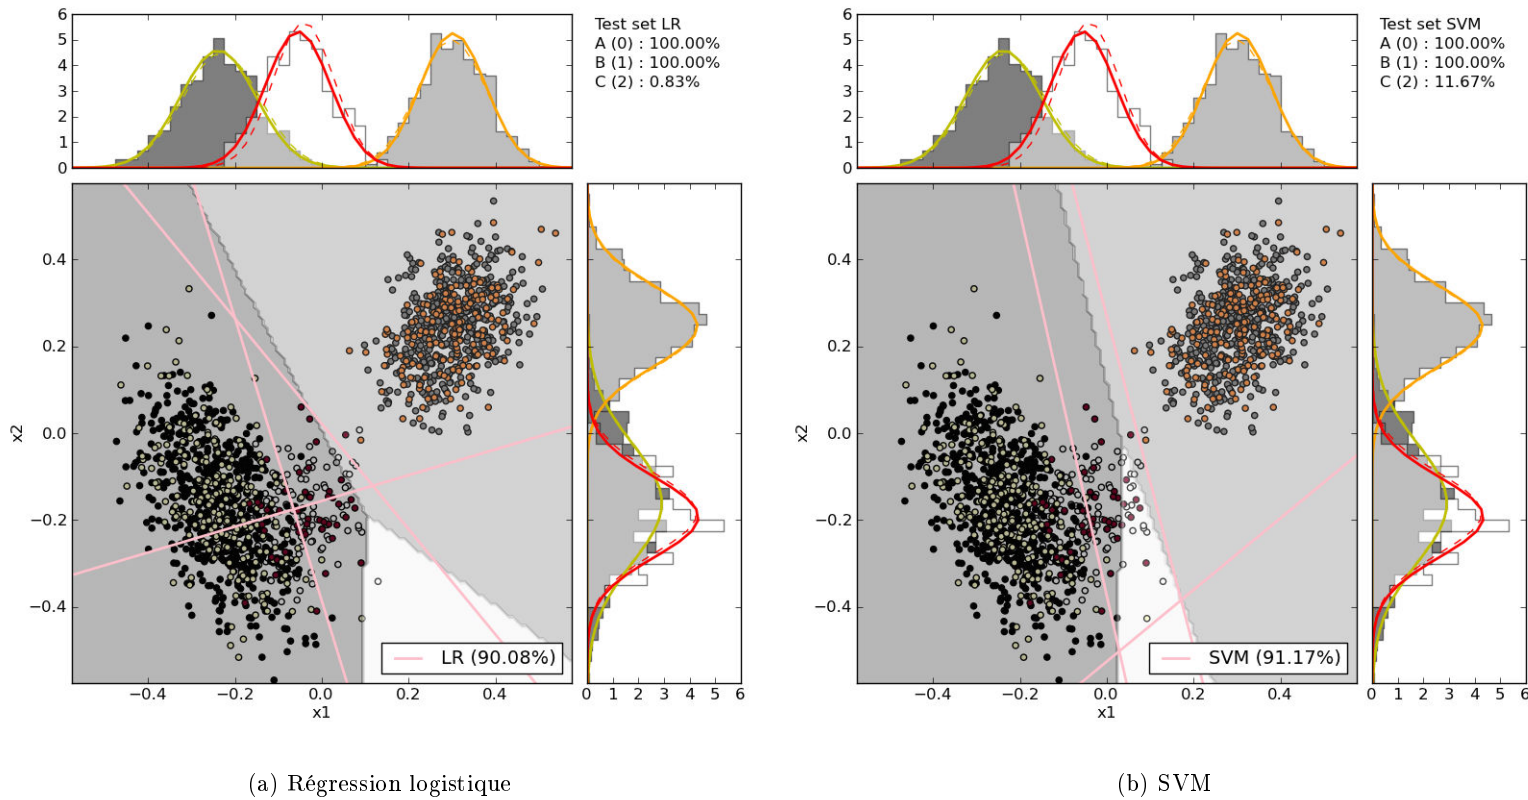 6
5
4
3
2
1
0
Test set LR
A (0) : 100.00%
B (1) : 100.00%
C (2) : 0.83%
0.4
0.2
0.0
−0.2
−0.4
x2
−0.4 −0.2 0.0 0.2 0.4
x1
LR (90.08%)
0 1 2 3 4 5 6
(a) Régression logistique
6
5
4
3
2
1
0
Test set SVM
A (0) : 100.00%
B (1) : 100.00%
C (2) : 11.67%
0.4
0.2
0.0
−0.2
−0.4
x2
−0.4 −0.2 0.0 0.2 0.4
x1
SVM (91.17%)
0 1 2 3 4 5 6
(b) SVM